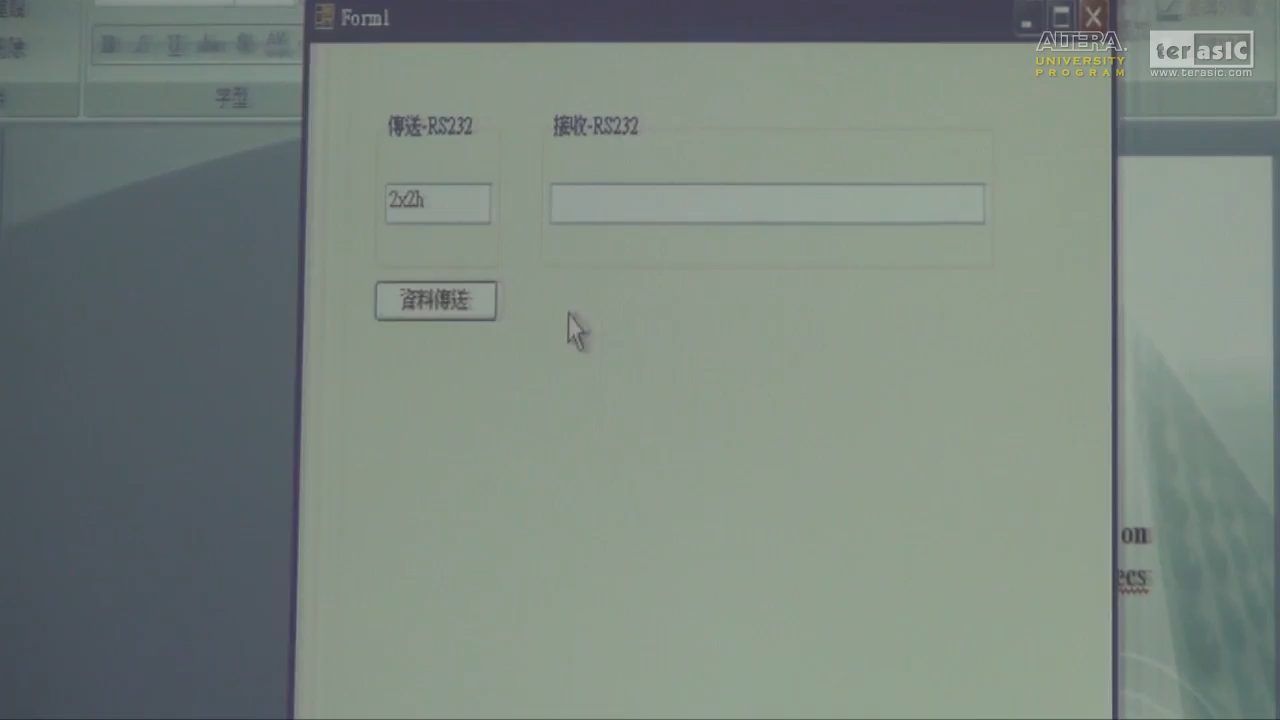 Form1
ALTERA.
UNIVERSITY
PROGRAM
terasIC
www.terasic.com
字型
傳送-RS232
接收-RS232
2x2h
資料傳送
on
ecs